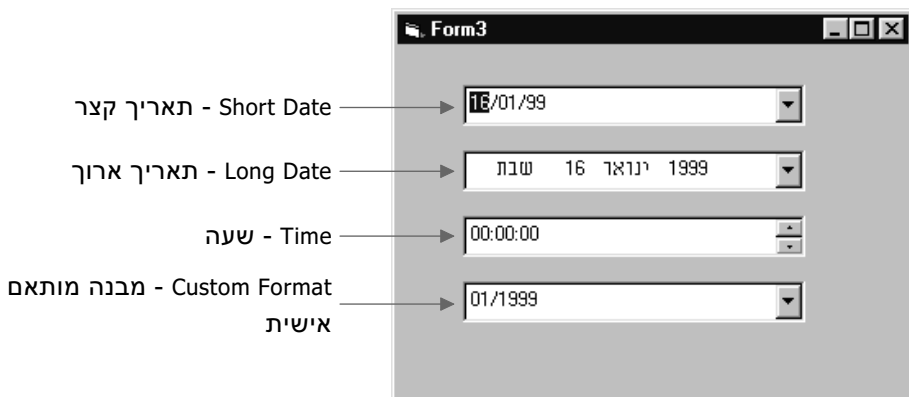 Form3
Short Date - תאריך קצר
16/01/99
Long Date - תאריך ארוך
שבת 16 ינואר 1999
Time - שעה
00:00:00
Custom Format - מבנה מותאם
אישית
01/1999